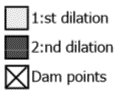 1:st dilation
2:nd dilation
Dam points